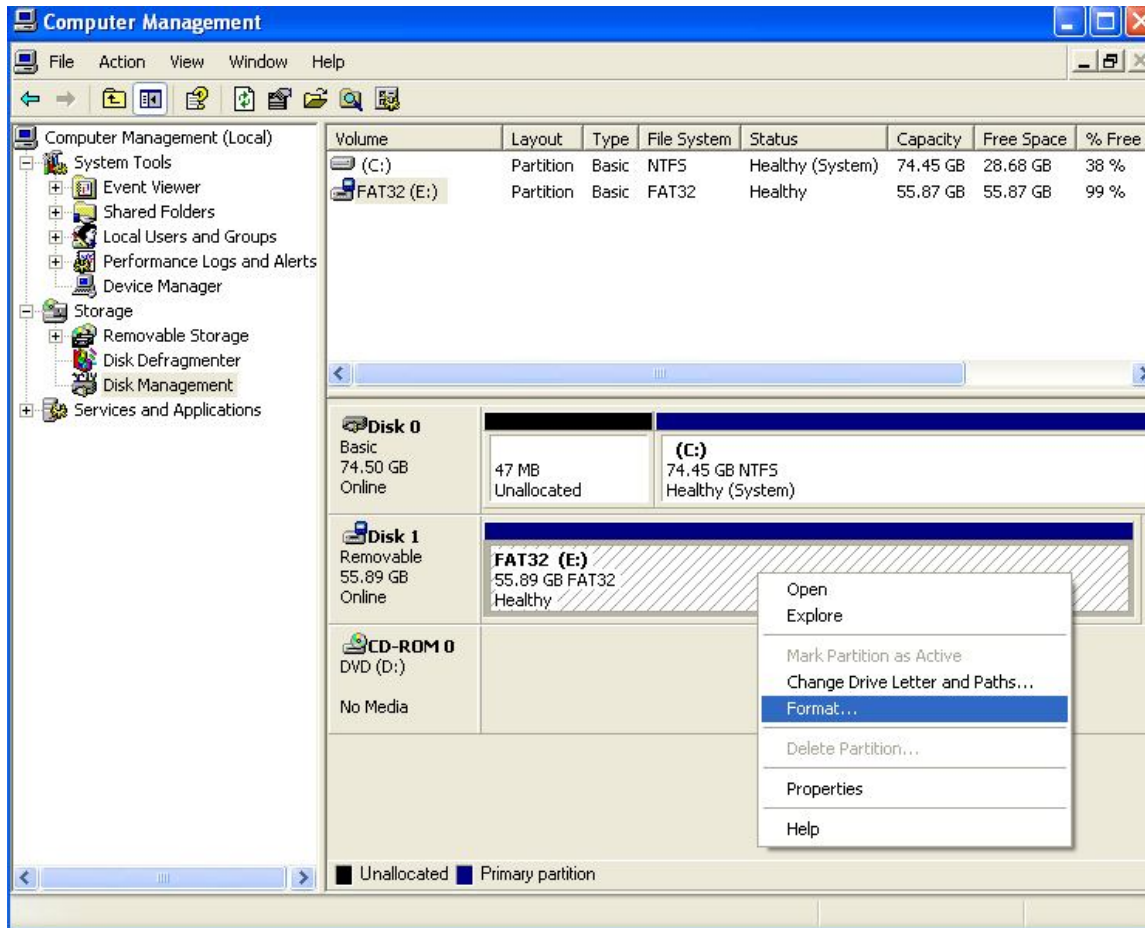 Computer Management
File Action View Window Help
Computer Management (Local)
System Tools
Event Viewer
Shared Folders
Local Users and Groups
Performance Logs and Alerts
Device Manager
Storage
Removable Storage
Disk Defragmenter
Disk Management
Services and Applications
Volume Layout Type File System Status Capacity Free Space % Free
(C:) Partition Basic NTFS Healthy (System) 74.45 GB 28.68 GB 38 %
FAT32 (E:) Partition Basic FAT32 Healthy 55.87 GB 55.87 GB 99 %
Disk 0
Basic
74.50 GB
Online
47 MB
Unallocated
(C:)
74.45 GB NTFS
Healthy (System)
Disk 1
Removable
55.89 GB
Online
FAT32 (E:)
55.89 GB FAT32
Healthy
CD-ROM 0
DVD (D:)
No Media
Open
Explore
Mark Partition as Active
Change Drive Letter and Paths...
Format...
Delete Partition...
Properties
Help
Unallocated Primary partition